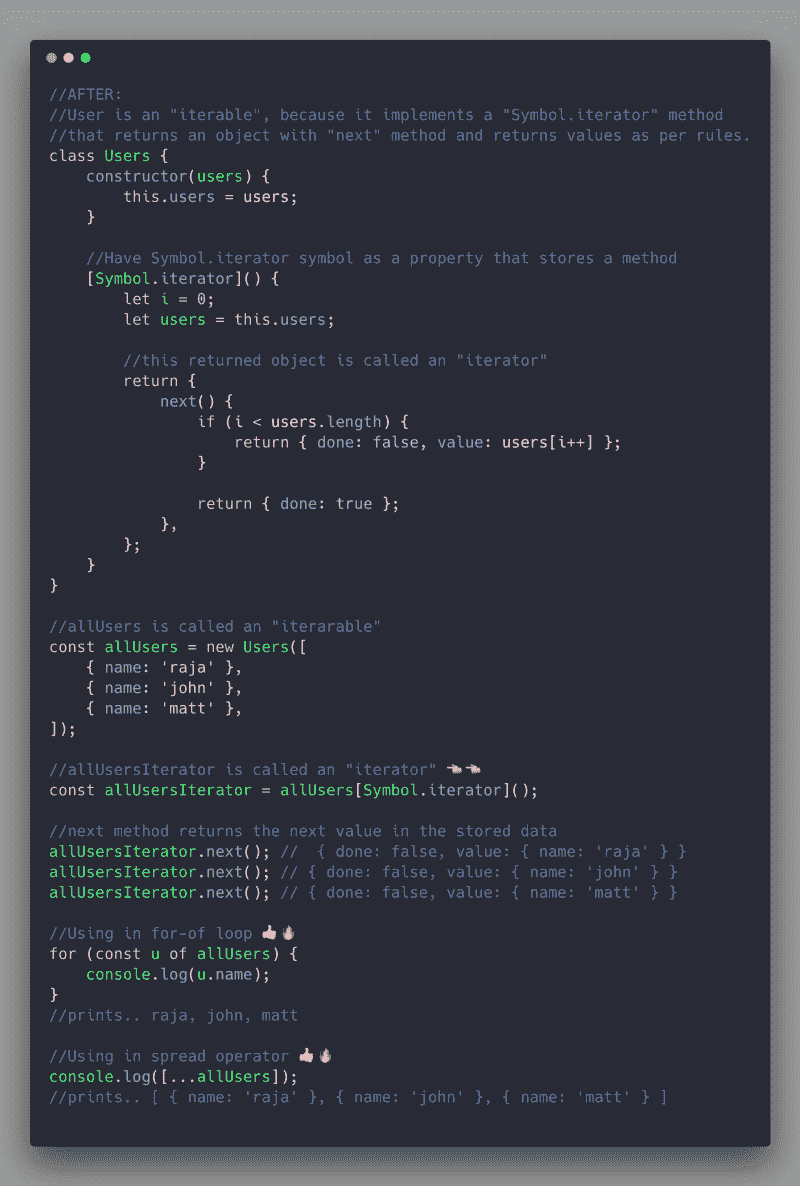 //AFTER:
//User is an "iterable", because it implements a "Symbol.iterator" method
//that returns an object with "next" method and returns values as per rules.
class Users {
    constructor(users) {
        this.users = users;
    }

    //Have Symbol.iterator symbol as a property that stores a method
    [Symbol.iterator]() {
        let i = 0;
        let users = this.users;

        //this returned object is called an "iterator"
        return {
            next() {
                if (i < users.length) {
                    return { done: false, value: users[i++] };
                }

                return { done: true };
            },
        };
    }
}

//allUsers is called an "iterarable"
const allUsers = new Users([
    { name: 'raja' },
    { name: 'john' },
    { name: 'matt' },
]);

//allUsersIterator is called an "iterator" 👈👈
const allUsersIterator = allUsers[Symbol.iterator]();

//next method returns the next value in the stored data
allUsersIterator.next(); //  { done: false, value: { name: 'raja' } }
allUsersIterator.next(); // { done: false, value: { name: 'john' } }
allUsersIterator.next(); // { done: false, value: { name: 'matt' } }

//Using in for-of loop 👍🔥
for (const u of allUsers) {
    console.log(u.name);
}
//prints.. raja, john, matt

//Using in spread operator 👍🔥
console.log([...allUsers]);
//prints.. [ { name: 'raja' }, { name: 'john' }, { name: 'matt' } ]